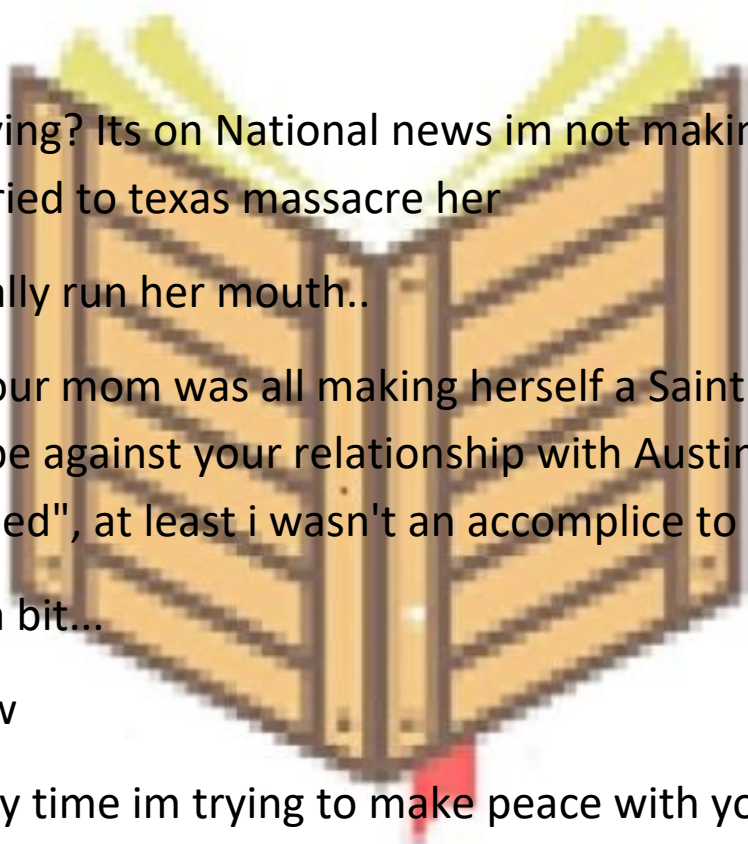 ving? Its on National news im not makin
ried to texas massacre her
ally run her mouth..
our mom was all making herself a Saint
be against your relationship with Austin
ed", at least i wasn't an accomplice to
n bit...
w
y time im trying to make peace with yo